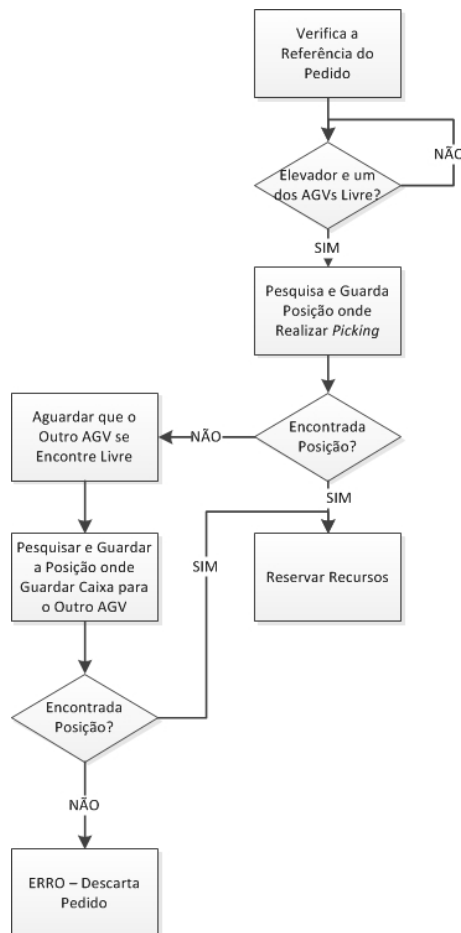 Verifica a
Referência do
Pedido
NÃO
Elevador e um
dos AGVs Livre?
SIM
Pesquisa e Guarda
Posição onde
Realizar Picking
Encontrada
Posição?
NÃO
Aguardar que o
Outro AGV se
Encontre Livre
SIM
Reservar Recursos
Pesquisar e Guardar
a Posição onde
Guardar Caixa para
o Outro AGV
SIM
Encontrada
Posição?
NÃO
ERRO – Descarta
Pedido